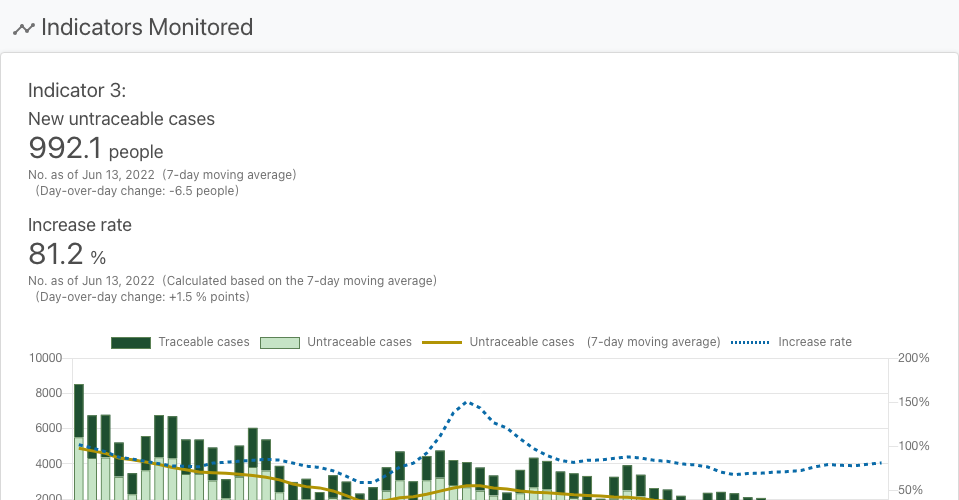 Indicators Monitored
Indicator 3:
New untraceable cases
992.1 people
No. as of Jun 13, 2022 (7-day moving average)
(Day-over-day change: -6.5 people)
Increase rate
81.2 %
No. as of Jun 13, 2022 (Calculated based on the 7-day moving average)
(Day-over-day change: +1.5 % points)
Traceable cases Untraceable cases Untraceable cases (7-day moving average) Increase rate
10000 200%
8000
150%
6000
100%
4000
50%
2000